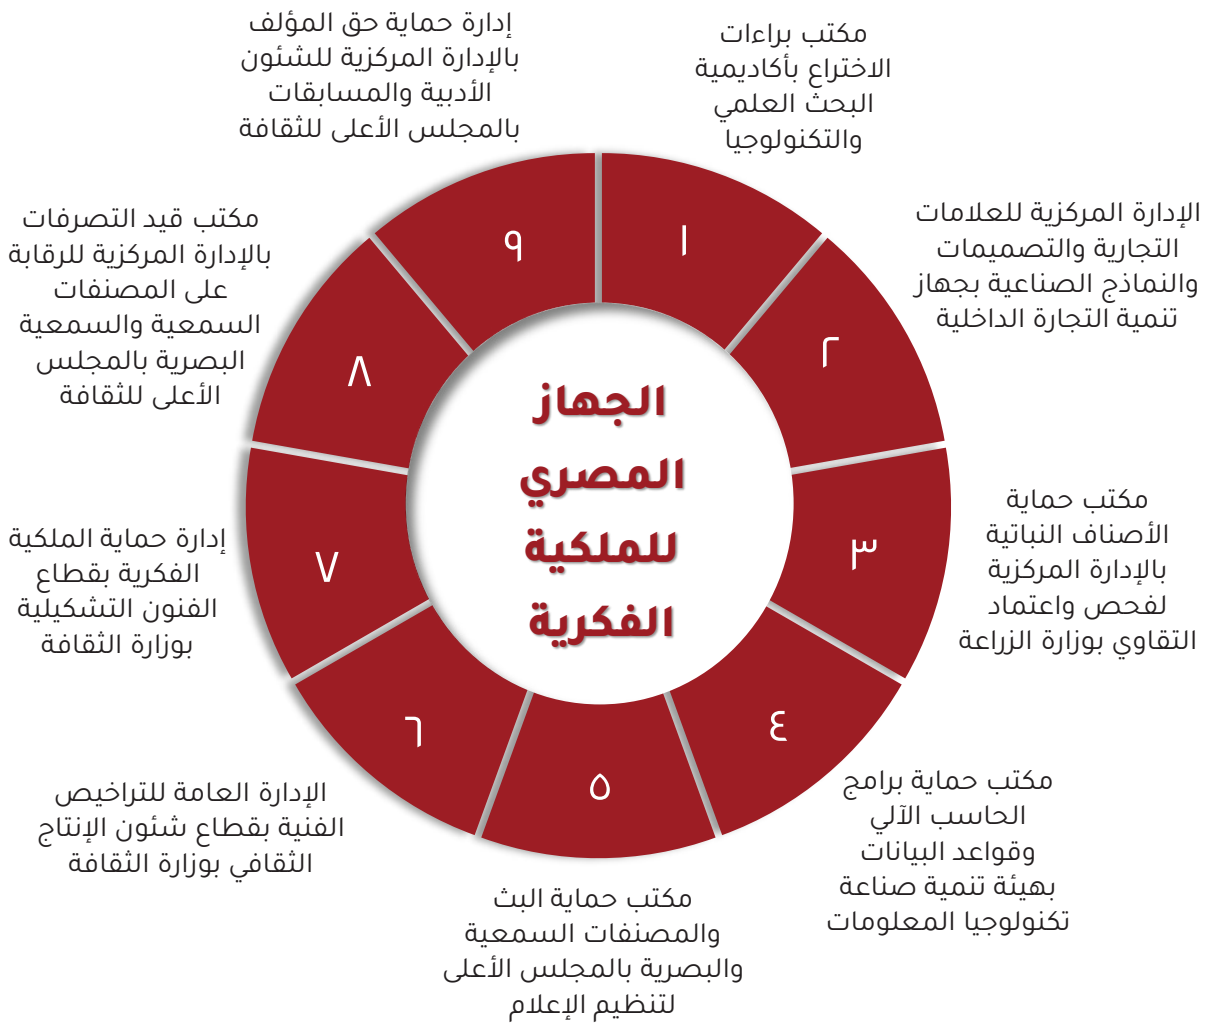 الجهاز
المصري
للملكية
الفكرية
١
مكتب براءات
الاختراع بأكاديمية
البحث العلمي
والتكنولوجيا
٢
الإدارة المركزية للعلامات
التجارية والتصميمات
والنماذج الصناعية بجهاز
تنمية التجارة الداخلية
٣
مكتب حماية
الأصناف النباتية
بالإدارة المركزية
لفحص واعتماد
التقاوي بوزارة الزراعة
٤
مكتب حماية برامج
الحاسب الآلي
وقواعد البيانات
بهيئة تنمية صناعة
تكنولوجيا المعلومات
٥
مكتب حماية البث
والمصنفات السمعية
والبصرية بالمجلس الأعلى
لتنظيم الإعلام
٦
الإدارة العامة للتراخيص
الفنية بقطاع شئون الإنتاج
الثقافي بوزارة الثقافة
٧
إدارة حماية الملكية
الفكرية بقطاع
الفنون التشكيلية
بوزارة الثقافة
٨
مكتب قيد التصرفات
بالإدارة المركزية للرقابة
على المصنفات
السمعية والسمعية
البصرية بالمجلس
الأعلى للثقافة
٩
إدارة حماية حق المؤلف
بالإدارة المركزية للشئون
الأدبية والمسابقات
بالمجلس الأعلى للثقافة